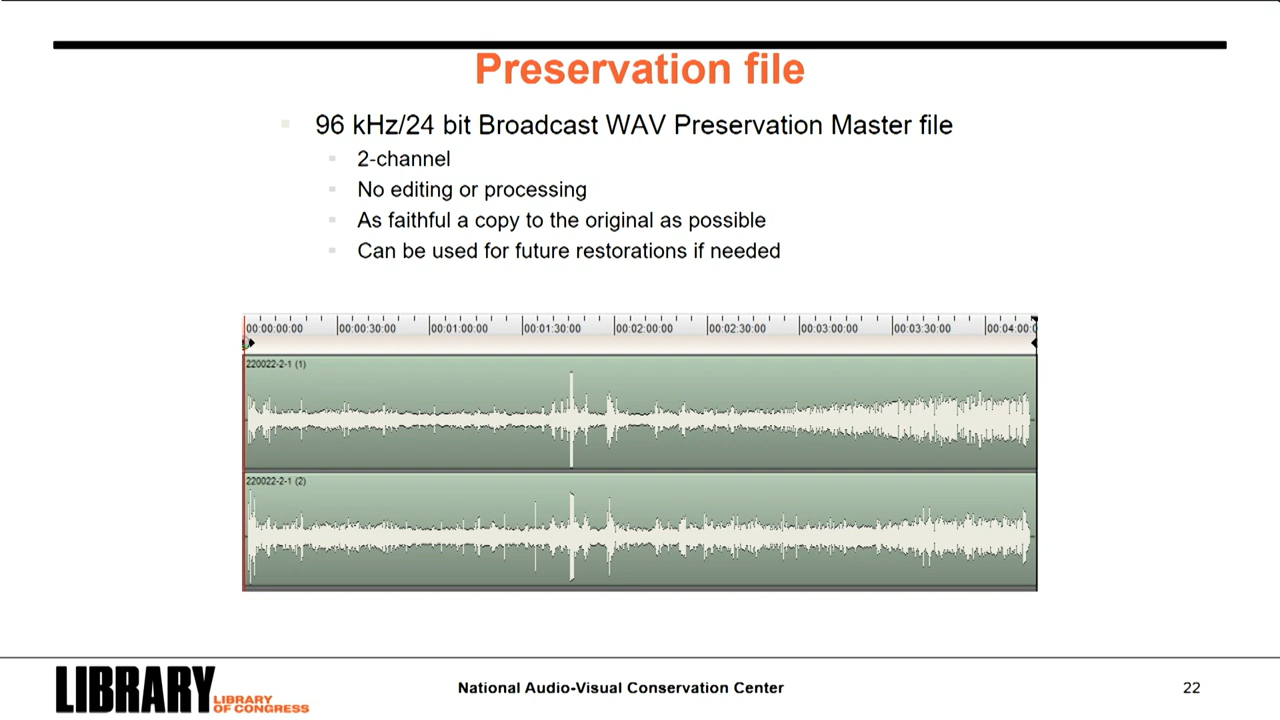 Preservation file
96 kHz/24 bit Broadcast WAV Preservation Master file
2-channel
No editing or processing
As faithful a copy to the original as possible
Can be used for future restorations if needed
00:00:00:00 00:00:30:00 00:01:00:00 00:01:30:00 00:02:00:00 00:02:30:00 00:03:00:00 00:03:30:00 00:04:00:0
220022-2-1 (1)
220022-2-1 (2)
LIBRARY
LIBRARY
OF CONGRESS
National Audio-Visual Conservation Center
22